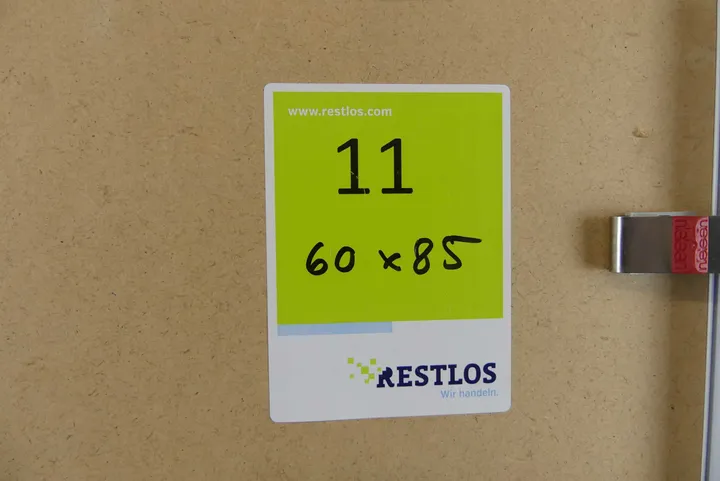 www.restlos.com
11
60 x 85
RESTLOS
Wir handeln.